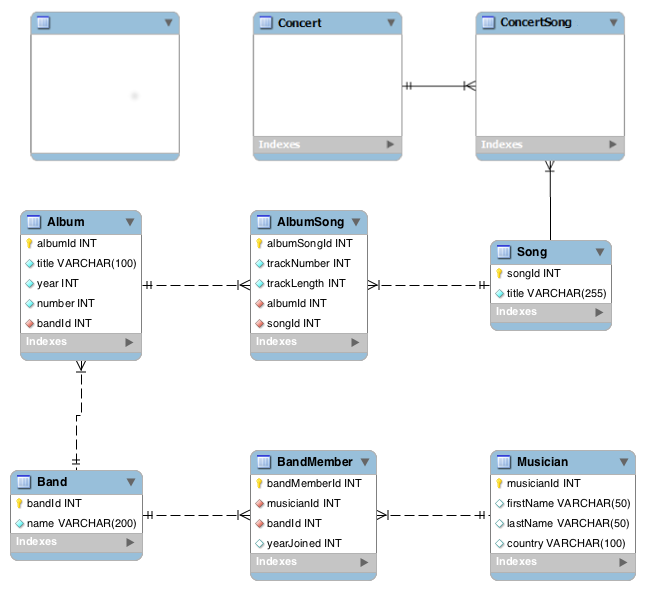 Concert
Indexes
ConcertSong
Indexes
Album
albumId INT
title VARCHAR(100)
year INT
number INT
bandId INT
Indexes
AlbumSong
albumSongId INT
trackNumber INT
trackLength INT
albumId INT
songId INT
Indexes
Song
songId INT
title VARCHAR(255)
Indexes
Band
bandId INT
name VARCHAR(200)
Indexes
BandMember
bandMemberId INT
musicianId INT
bandId INT
yearJoined INT
Indexes
Musician
musicianId INT
firstName VARCHAR(50)
lastName VARCHAR(50)
country VARCHAR(100)
Indexes